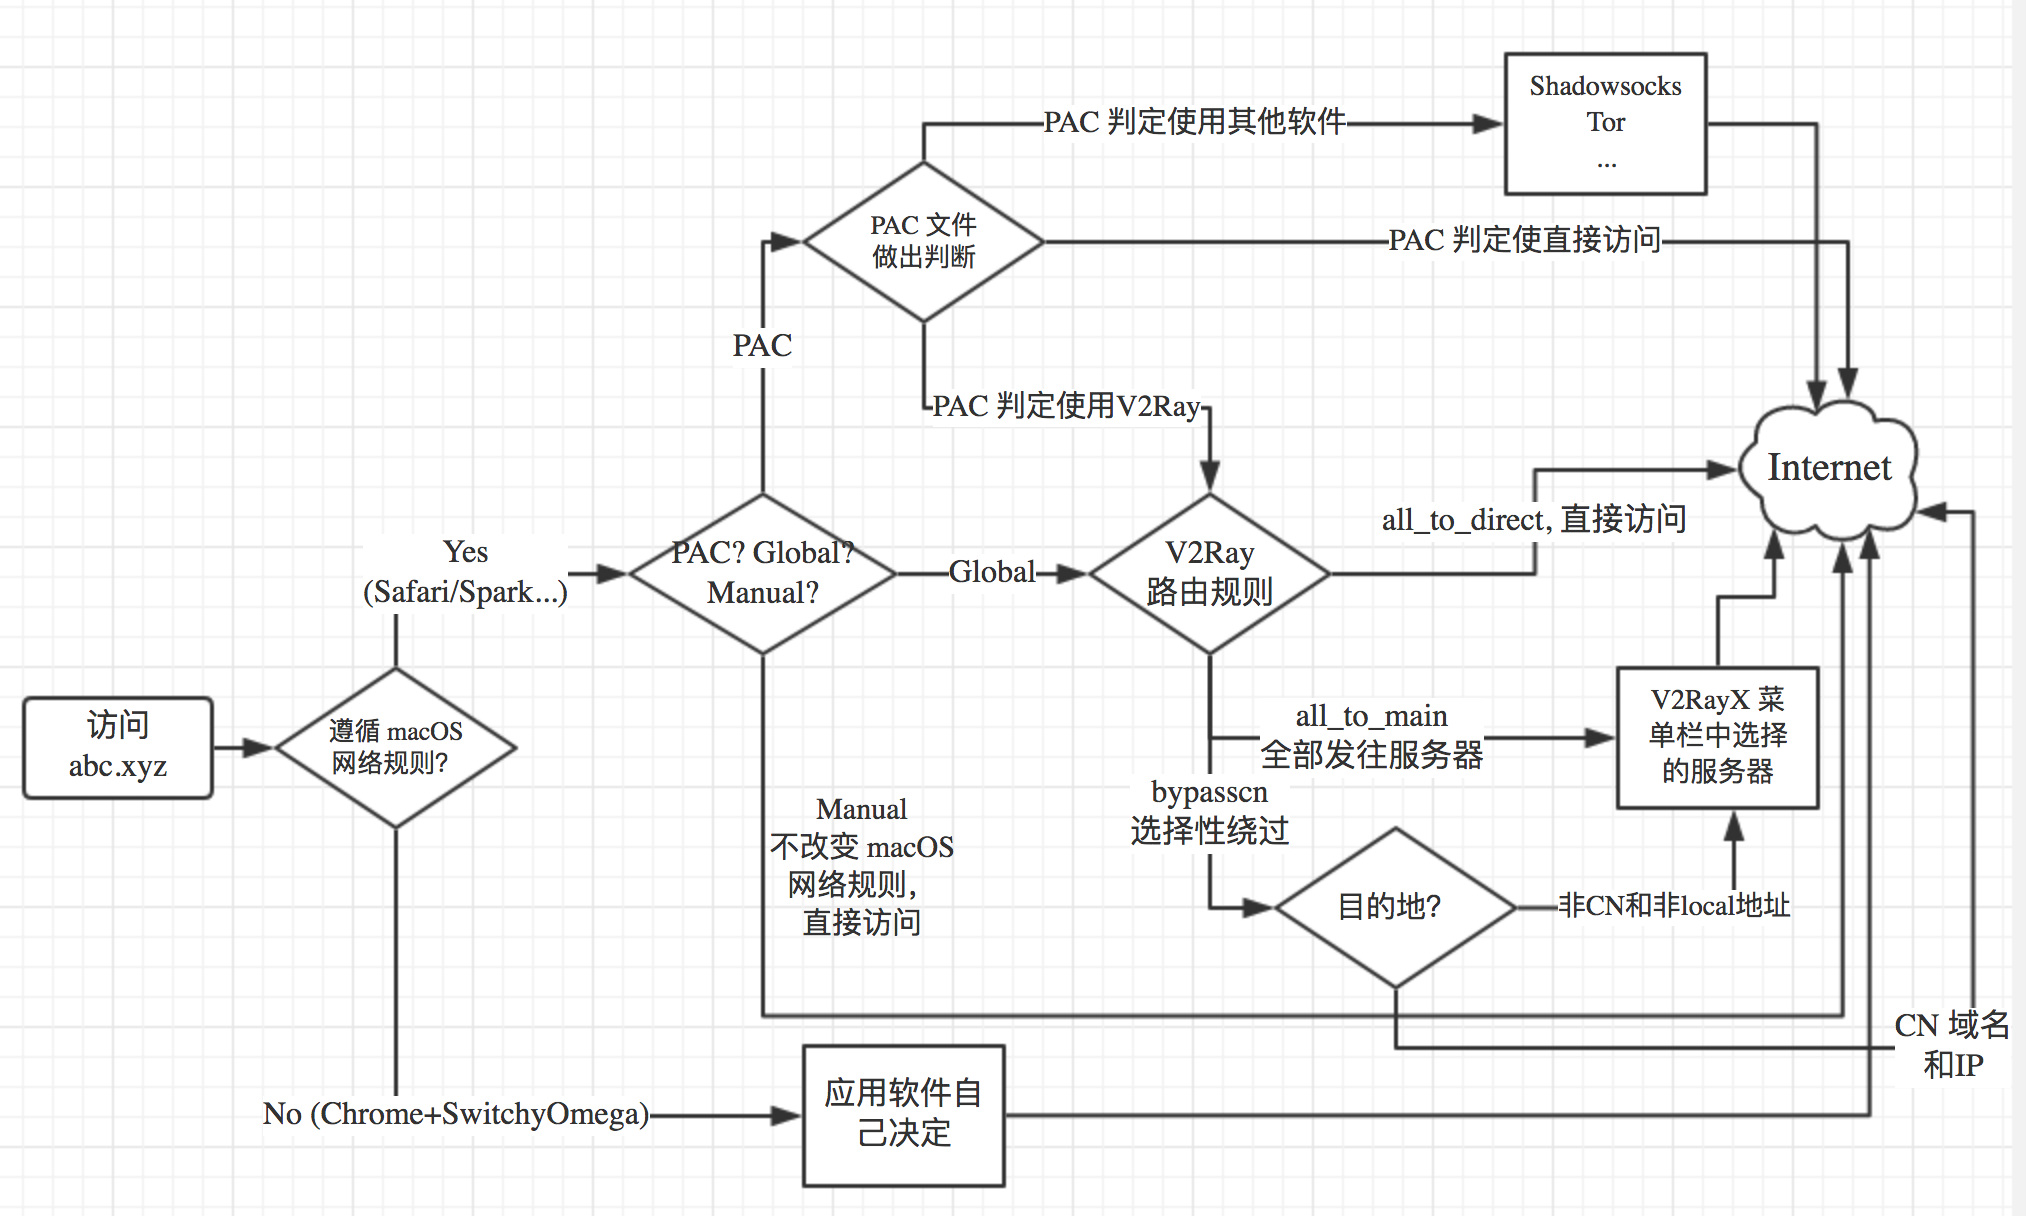 Shadowsocks
Tor
...
PAC 判定使用其他软件
PAC 文件
做出判断
PAC 判定使直接访问
PAC
PAC 判定使用V2Ray
Internet
all_to_direct, 直接访问
Yes
(Safari/Spark...)
PAC? Global?
Manual?
Global
V2Ray
路由规则
访问
abc.xyz
遵循 macOS
网络规则?
all_to_main
全部发往服务器
V2RayX 菜
单栏中选择
的服务器
bypasscn
选择性绕过
Manual
不改变 macOS
网络规则,
直接访问
目的地?
非CN和非local地址
CN 域名
和IP
No (Chrome+SwitchyOmega)
应用软件自
己决定